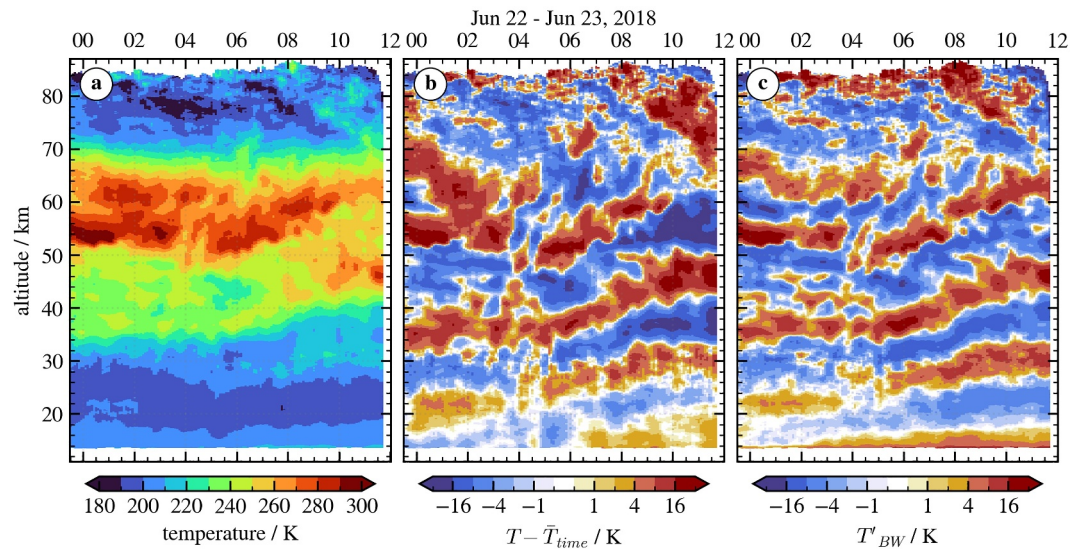 Jun 22 - Jun 23, 2018
00 02 04 06 08 10 12 00 02 04 06 08 10 12 00 02 04 06 08 10 12
a b c
altitude / km
80
70
60
50
40
30
20
180 200 220 240 260 280 300 −16 −4 −1 1 4 16 −16 −4 −1 1 4 16
temperature / K T − T̄time / K T′BW / K